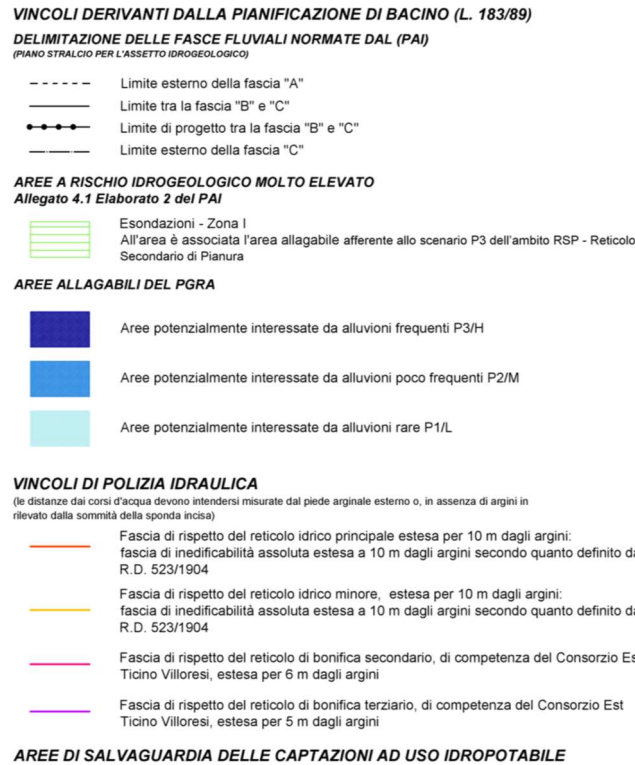 VINCOLI DERIVANTI DALLA PIANIFICAZIONE DI BACINO (L. 183/89)
DELIMITAZIONE DELLE FASCE FLUVIALI NORMATE DAL (PAI)
(PIANO STRALCIO PER L'ASSETTO IDROGEOLOGICO)
Limite esterno della fascia "A"
Limite tra la fascia "B" e "C"
Limite di progetto tra la fascia "B" e "C"
Limite esterno della fascia "C"
AREE A RISCHIO IDROGEOLOGICO MOLTO ELEVATO
Allegato 4.1 Elaborato 2 del PAI
Esondazioni - Zona I
All'area è associata l'area allagabile afferente allo scenario P3 dell'ambito RSP - Reticolo
Secondario di Pianura
AREE ALLAGABILI DEL PGRA
Aree potenzialmente interessate da alluvioni frequenti P3/H
Aree potenzialmente interessate da alluvioni poco frequenti P2/M
Aree potenzialmente interessate da alluvioni rare P1/L
VINCOLI DI POLIZIA IDRAULICA
(le distanze dai corsi d'acqua devono intendersi misurate dal piede arginale esterno o, in assenza di argini in
rilevato dalla sommità della sponda incisa)
Fascia di rispetto del reticolo idrico principale estesa per 10 m dagli argini:
fascia di inedificabilità assoluta estesa a 10 m dagli argini secondo quanto definito da
R.D. 523/1904
Fascia di rispetto del reticolo idrico minore, estesa per 10 m dagli argini:
fascia di inedificabilità assoluta estesa a 10 m dagli argini secondo quanto definito da
R.D. 523/1904
Fascia di rispetto del reticolo di bonifica secondario, di competenza del Consorzio Es
Ticino Villoresi, estesa per 6 m dagli argini
Fascia di rispetto del reticolo di bonifica terziario, di competenza del Consorzio Est
Ticino Villoresi, estesa per 5 m dagli argini
AREE DI SALVAGUARDIA DELLE CAPTAZIONI AD USO IDROPOTABILE